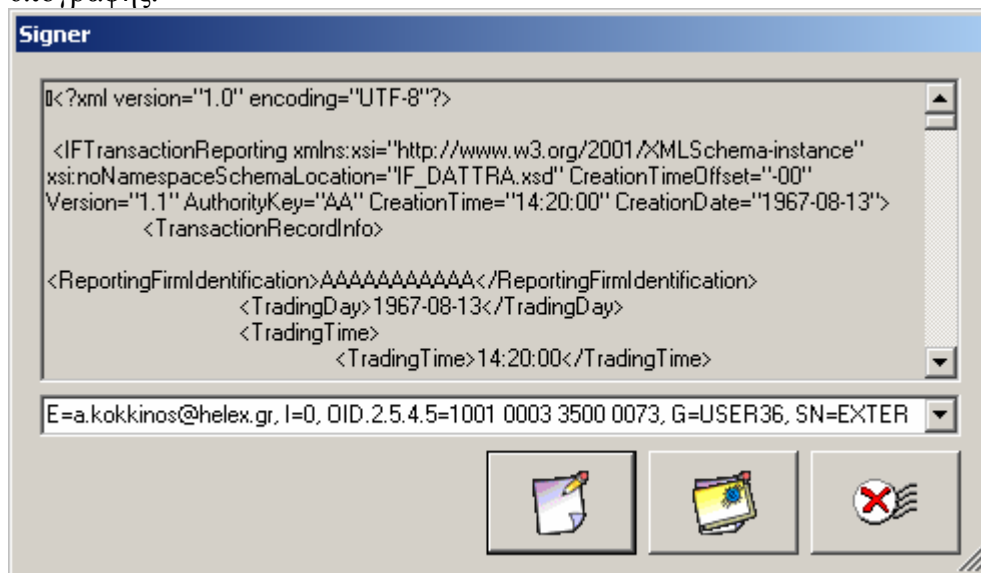 υπογραφής.
Signer
<?xml version="1.0" encoding="UTF-8"?>
<IFTransactionReporting xmlns:xsi="http://www.w3.org/2001/XMLSchema-instance"
xsi:noNamespaceSchemaLocation="IF_DATTRA.xsd" CreationTimeOffset="-00"
Version="1.1" AuthorityKey="AA" CreationTime="14:20:00" CreationDate="1967-08-13">
<TransactionRecordInfo>
<ReportingFirmIdentification>AAAAAAAAAAA</ReportingFirmIdentification>
<TradingDay>1967-08-13</TradingDay>
<TradingTime>
<TradingTime>14:20:00</TradingTime>
E=a.kokkinos@helex.gr, I=0, OID.2.5.4.5=1001 0003 3500 0073, G=USER36, SN=EXTER